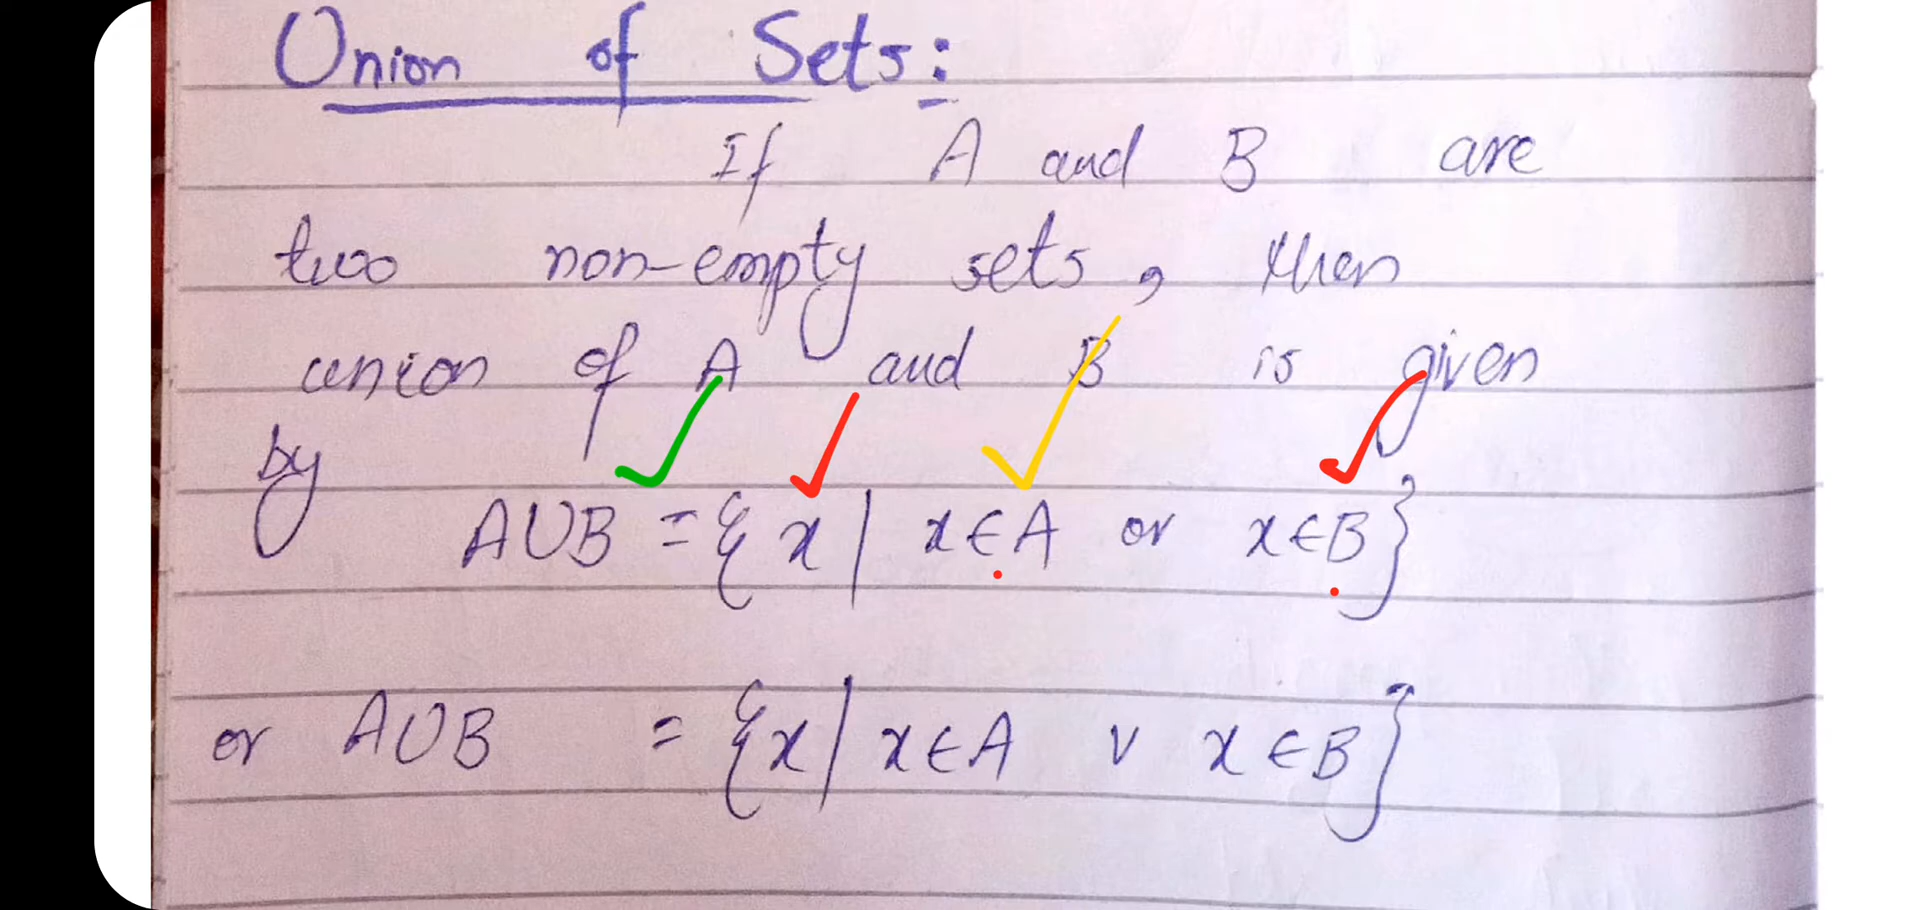 Union of Sets:
If A and B are
two non-empty sets, then
union of A and B is given
by
A∪B = {x | x∈A or x∈B}
or A∪B = {x | x∈A ∨ x∈B}